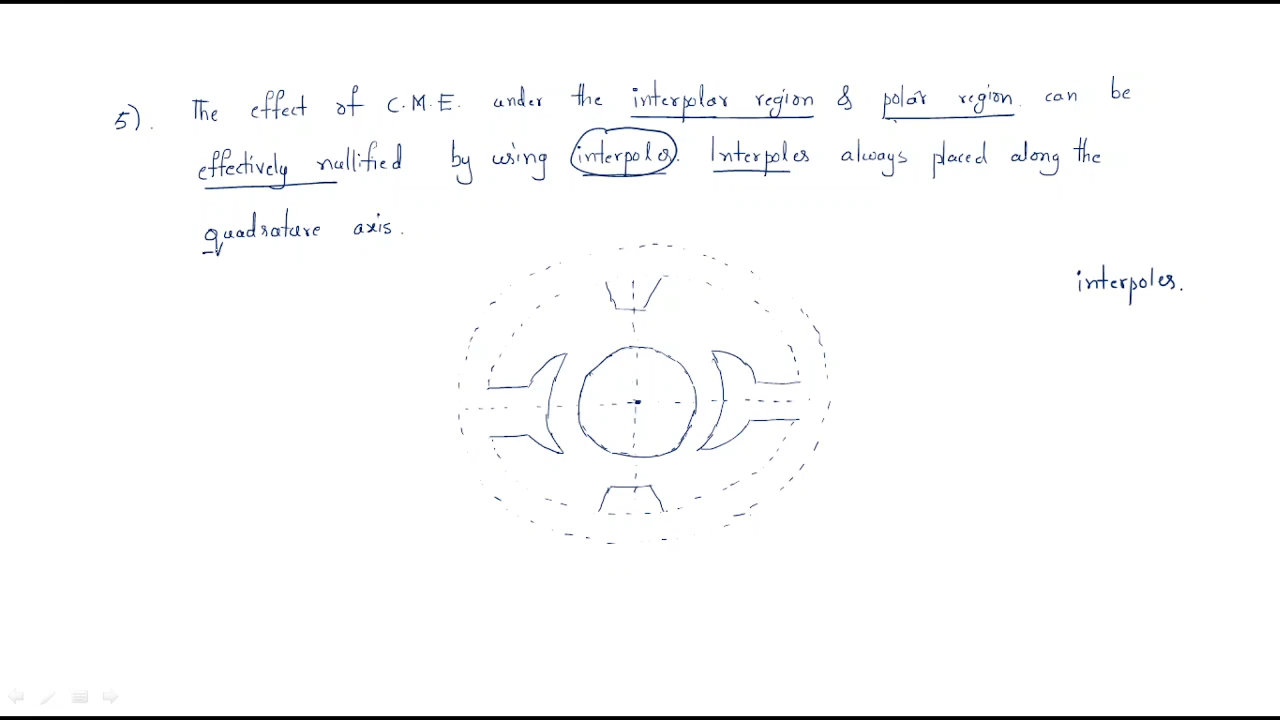 5). The effect of C.M.E. under the interpolar region & polar region can be
effectively nullified by using interpoles. Interpoles always placed along the
quadrature axis.
interpoles.